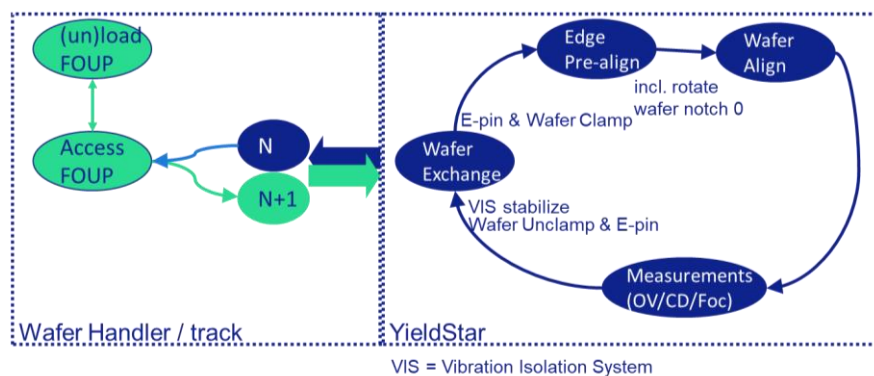 (un)load
FOUP
Access
FOUP
N
N+1
Wafer Handler / track
Edge
Pre-align
Wafer
Align
incl. rotate
wafer notch 0
E-pin & Wafer Clamp
Wafer
Exchange
VIS stabilize
Wafer Unclamp & E-pin
Measurements
(OV/CD/Foc)
YieldStar
VIS = Vibration Isolation System